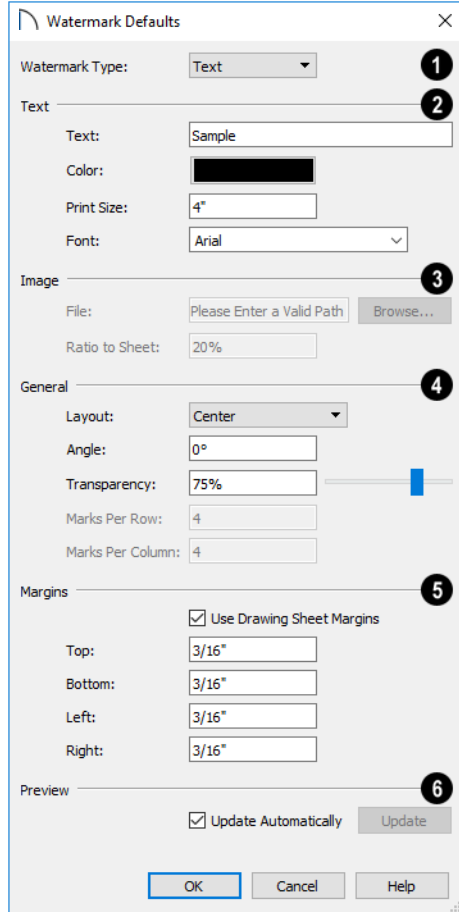 Watermark Defaults
Watermark Type: Text 1
Text 2
Text: Sample
Color:
Print Size: 4"
Font: Arial
Image 3
File: Please Enter a Valid Path Browse...
Ratio to Sheet: 20%
General 4
Layout: Center
Angle: 0°
Transparency: 75%
Marks Per Row: 4
Marks Per Column: 4
Margins 5
Use Drawing Sheet Margins
Top: 3/16"
Bottom: 3/16"
Left: 3/16"
Right: 3/16"
Preview 6
Update Automatically Update
OK Cancel Help